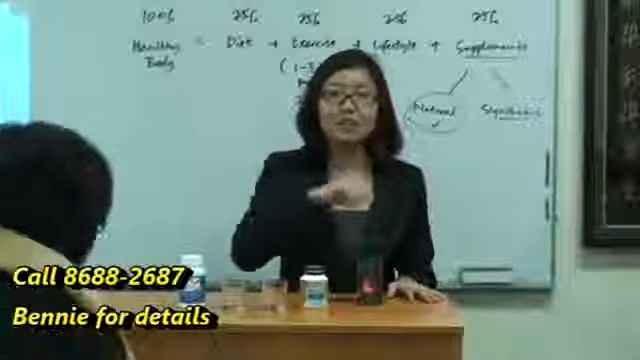 100% 25% 25% 25% 25%
Healthy = Diet + Exercise + Lifestyle + Supplements
Body
Natural Synthetic
Call 8688-2687
Bennie for details